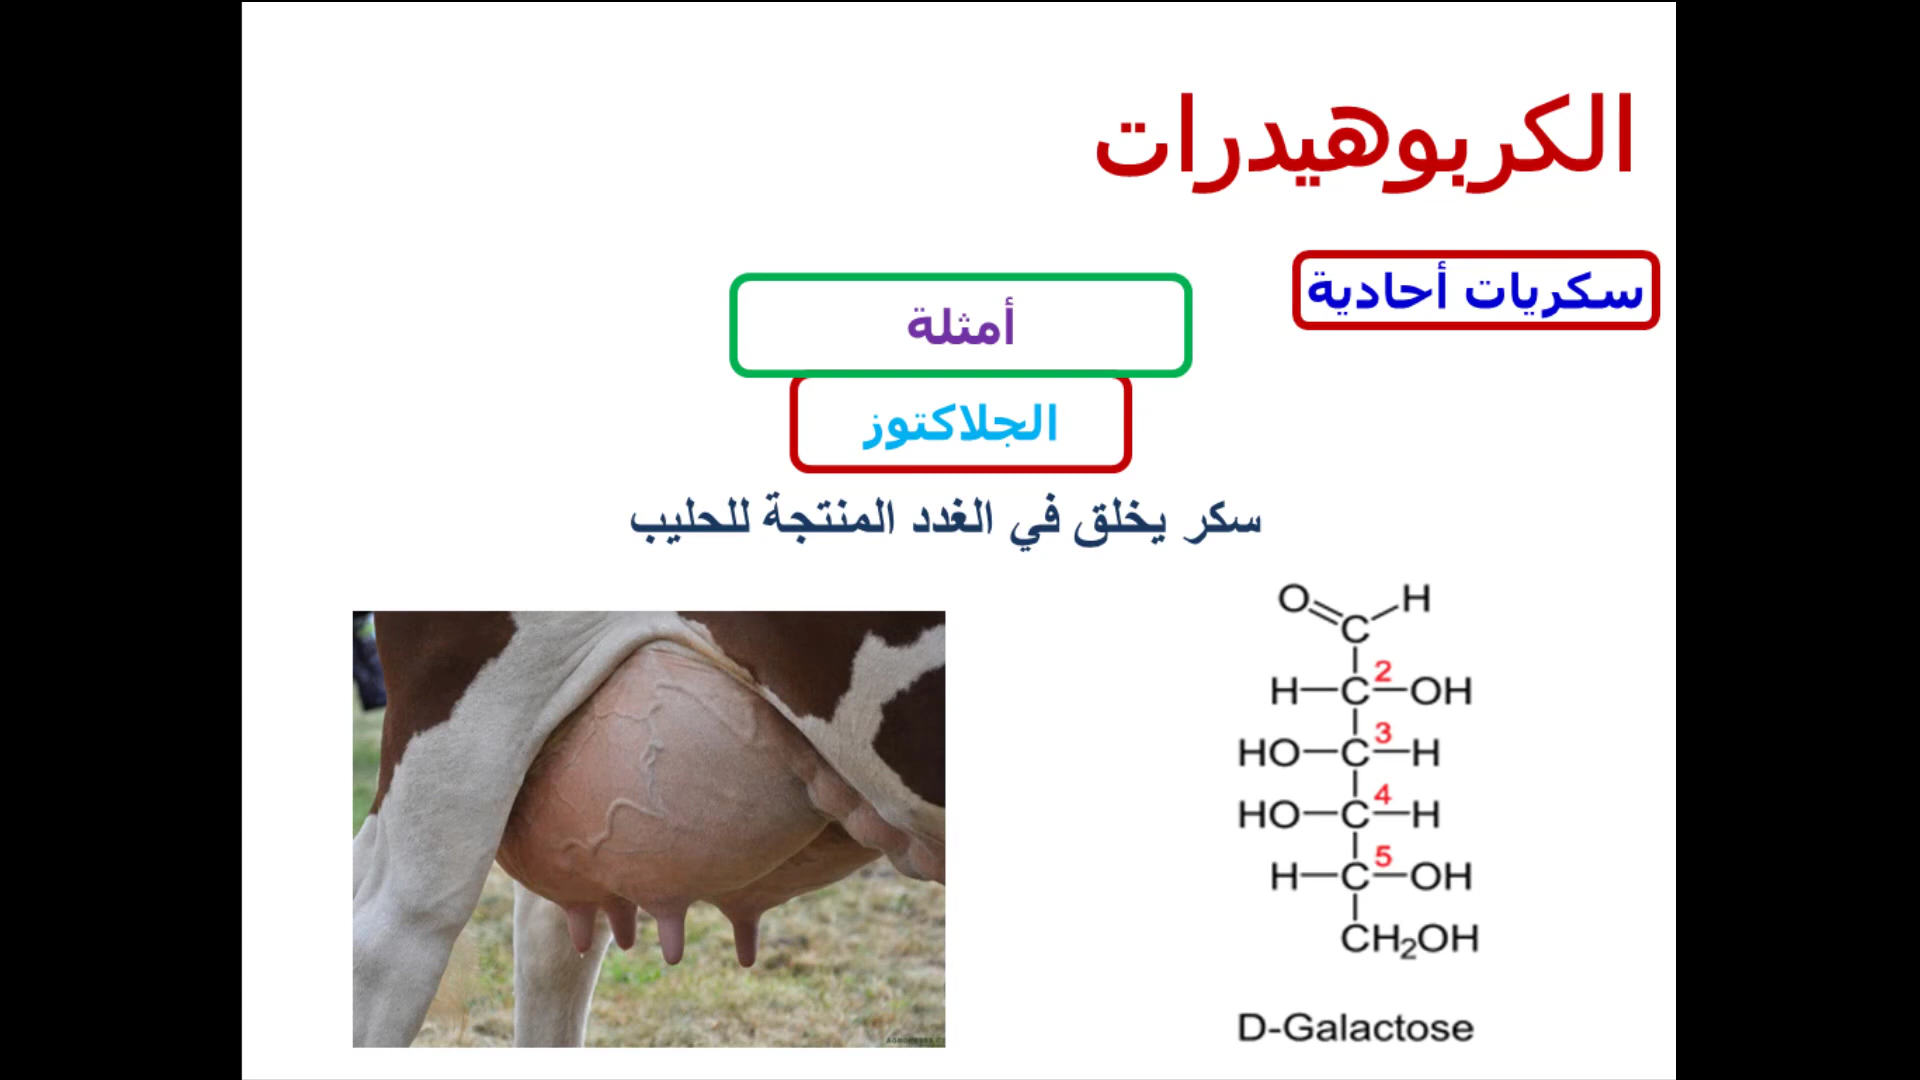 الكربوهيدرات
سكريات أحادية
أمثلة
الجلاكتوز
سكر يخلق في الغدد المنتجة للحليب
O H
C
H C 2 OH
HO C 3 H
HO C 4 H
H C 5 OH
CH₂OH
D-Galactose